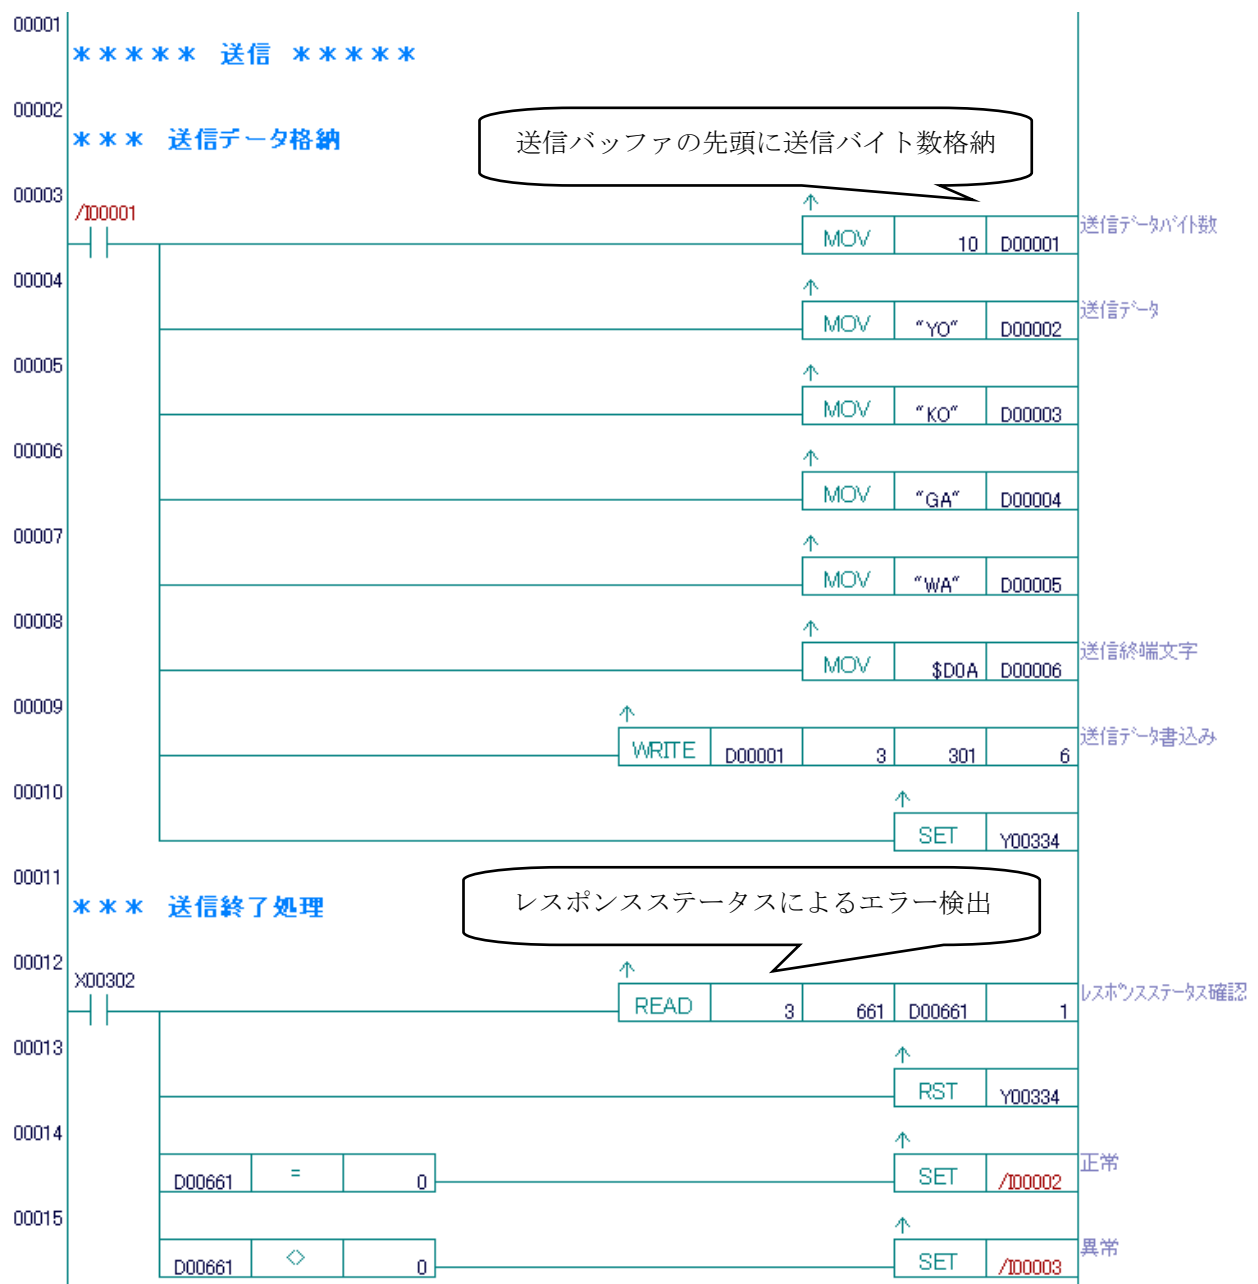 00001
＊＊＊＊＊ 送信 ＊＊＊＊＊
00002
＊＊＊ 送信データ格納
送信バッファの先頭に送信バイト数格納
00003
/I00001
↑
MOV 10 D00001 送信データバイト数
00004
↑
MOV "YO" D00002 送信データ
00005
↑
MOV "KO" D00003
00006
↑
MOV "GA" D00004
00007
↑
MOV "WA" D00005
00008
↑
MOV $D0A D00006 送信終端文字
00009
↑
WRITE D00001 3 301 6 送信データ書込み
00010
↑
SET Y00334
00011
＊＊＊ 送信終了処理
レスポンスステータスによるエラー検出
00012
X00302
↑
READ 3 661 D00661 1 レスポンスステータス確認
00013
↑
RST Y00334
00014
↑
D00661 = 0 SET /I00002 正常
00015
↑
D00661 <> 0 SET /I00003 異常